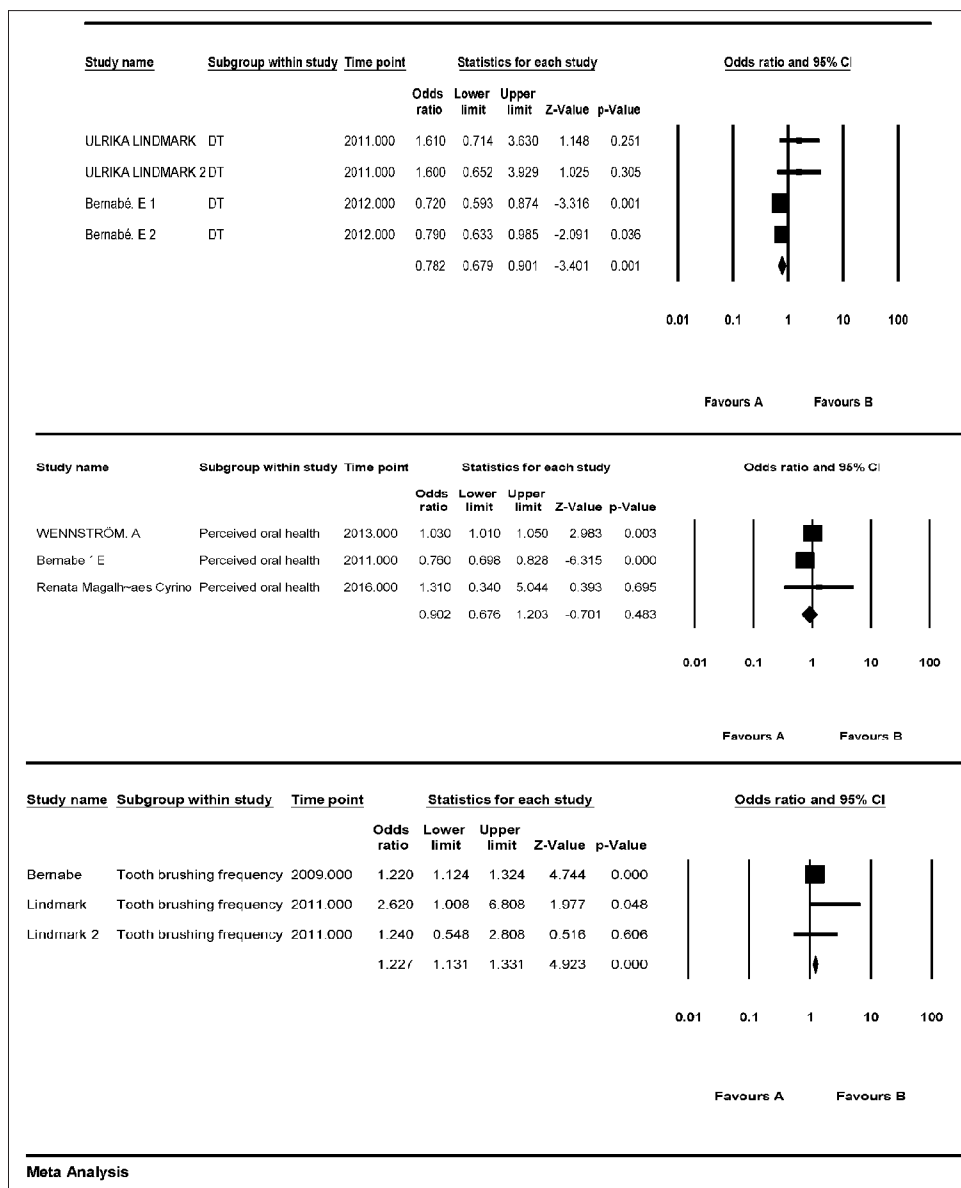 Study name Subgroup within study Time point Statistics for each study Odds ratio and 95% CI
Odds Lower Upper
ratio limit limit Z-Value p-Value
ULRIKA LINDMARK DT 2011.000 1.610 0.714 3.630 1.148 0.251
ULRIKA LINDMARK 2 DT 2011.000 1.600 0.652 3.929 1.025 0.305
Bernabé. E 1 DT 2012.000 0.720 0.593 0.874 -3.316 0.001
Bernabé. E 2 DT 2012.000 0.790 0.633 0.985 -2.091 0.036
0.782 0.679 0.901 -3.401 0.001
0.01 0.1 1 10 100
Favours A Favours B
Study name Subgroup within study Time point Statistics for each study Odds ratio and 95% CI
Odds Lower Upper
ratio limit limit Z-Value p-Value
WENNSTRÖM. A Perceived oral health 2013.000 1.030 1.010 1.050 2.983 0.003
Bernabe ´ E Perceived oral health 2011.000 0.760 0.698 0.828 -6.315 0.000
Renata Magalh~aes Cyrino Perceived oral health 2016.000 1.310 0.340 5.044 0.393 0.695
0.902 0.676 1.203 -0.701 0.483
0.01 0.1 1 10 100
Favours A Favours B
Study name Subgroup within study Time point Statistics for each study Odds ratio and 95% CI
Odds Lower Upper
ratio limit limit Z-Value p-Value
Bernabe Tooth brushing frequency 2009.000 1.220 1.124 1.324 4.744 0.000
Lindmark Tooth brushing frequency 2011.000 2.620 1.008 6.808 1.977 0.048
Lindmark 2 Tooth brushing frequency 2011.000 1.240 0.548 2.808 0.516 0.606
1.227 1.131 1.331 4.923 0.000
0.01 0.1 1 10 100
Favours A Favours B
Meta Analysis